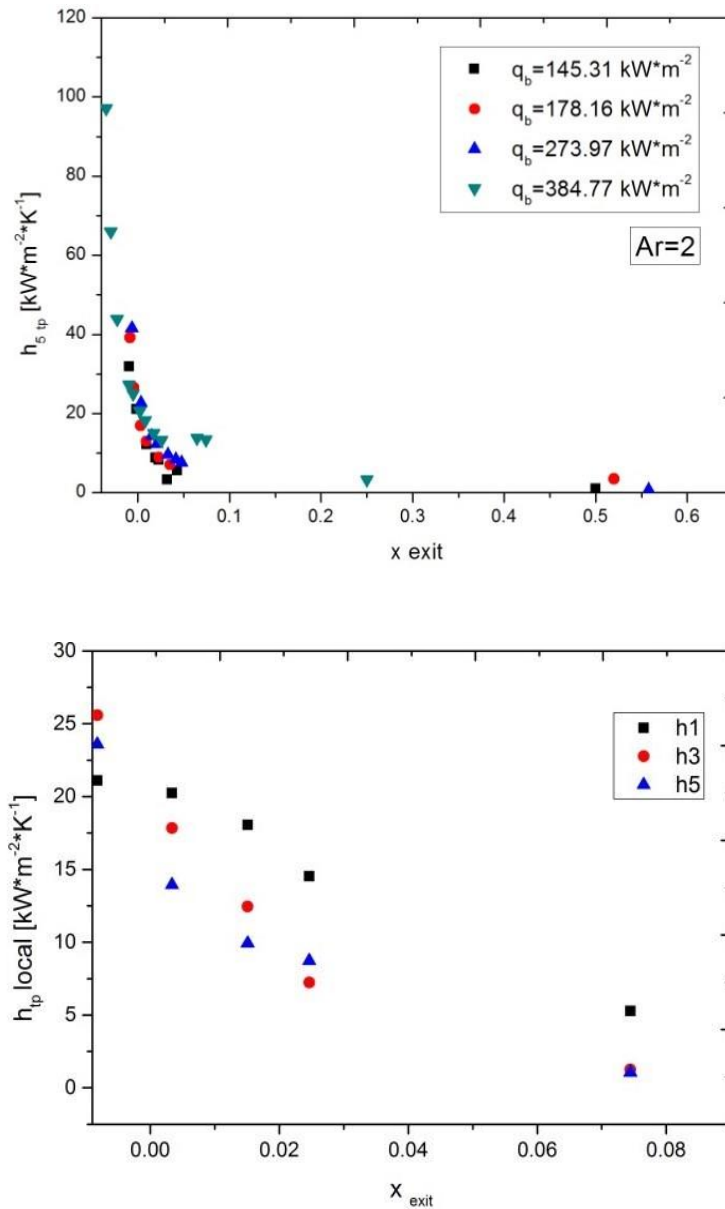 120
100
80
60
40
20
0
h5 tp [kW*m-2*K-1]
qb=145.31 kW*m-2
qb=178.16 kW*m-2
qb=273.97 kW*m-2
qb=384.77 kW*m-2
Ar=2
0.0 0.1 0.2 0.3 0.4 0.5 0.6
x exit
30
25
20
15
10
5
0
htp local [kW*m-2*K-1]
h1
h3
h5
0.00 0.02 0.04 0.06 0.08
x exit